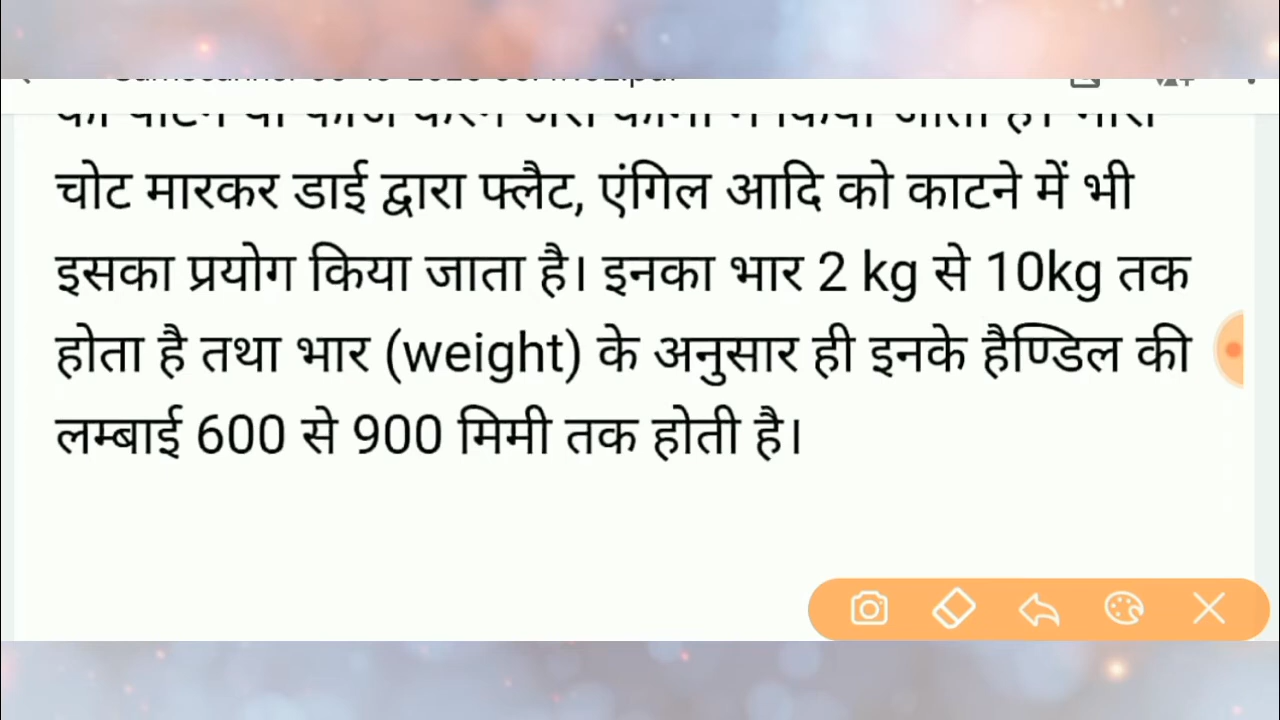 चोट मारकर डाई द्वारा फ्लैट, एंगिल आदि को काटने में भी
इसका प्रयोग किया जाता है। इनका भार 2 kg से 10kg तक
होता है तथा भार (weight) के अनुसार ही इनके हैण्डिल की
लम्बाई 600 से 900 मिमी तक होती है।